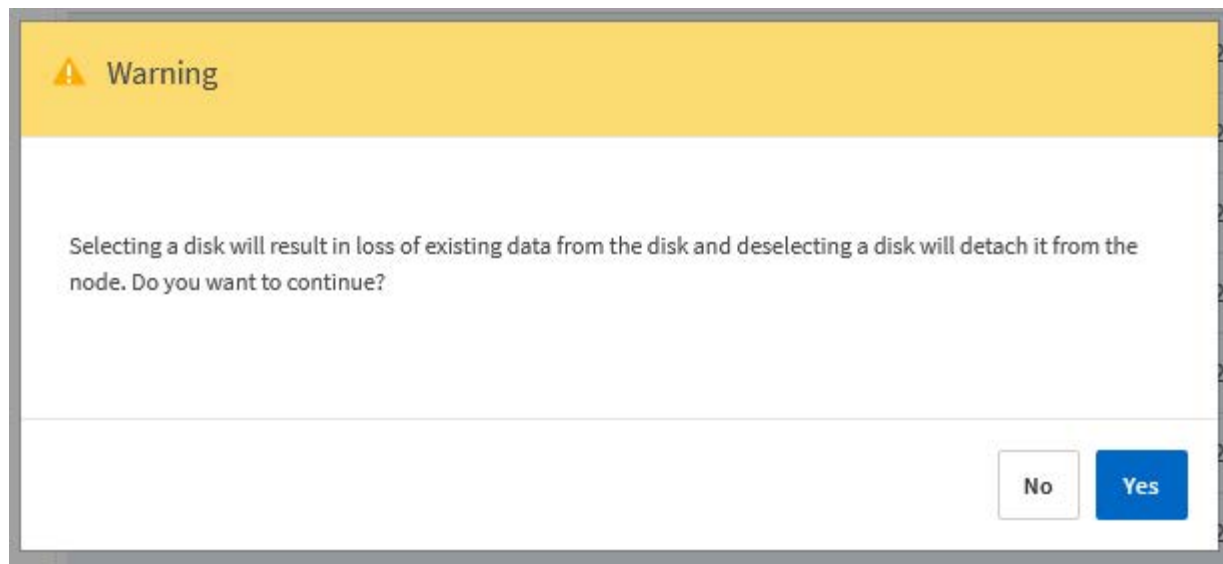 Warning
Selecting a disk will result in loss of existing data from the disk and deselecting a disk will detach it from the
node. Do you want to continue?
No
Yes